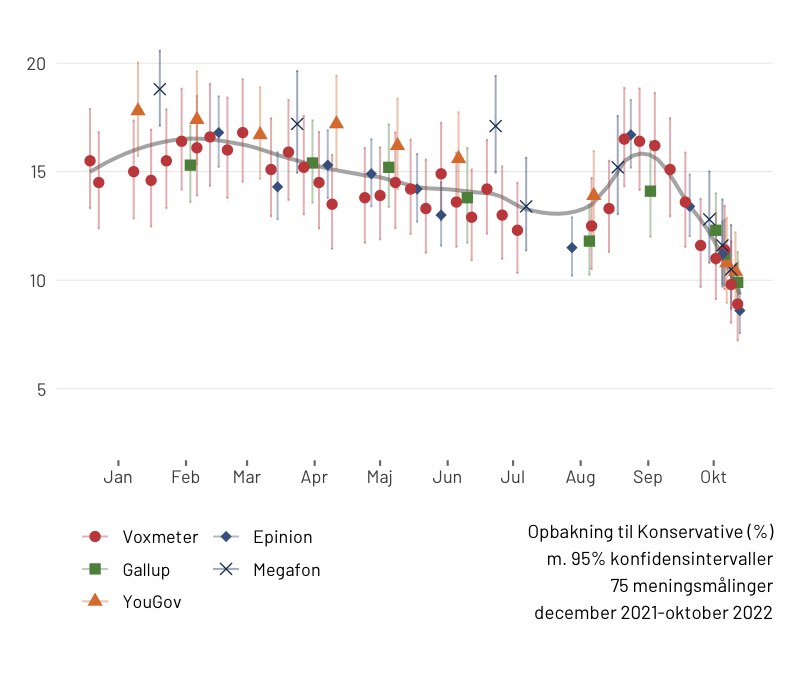 20
15
10
5
Jan Feb Mar Apr Maj Jun Jul Aug Sep Okt
Voxmeter Epinion
Gallup Megafon
YouGov
Opbakning til Konservative (%)
m. 95% konfidensintervaller
75 meningsmålinger
december 2021-oktober 2022